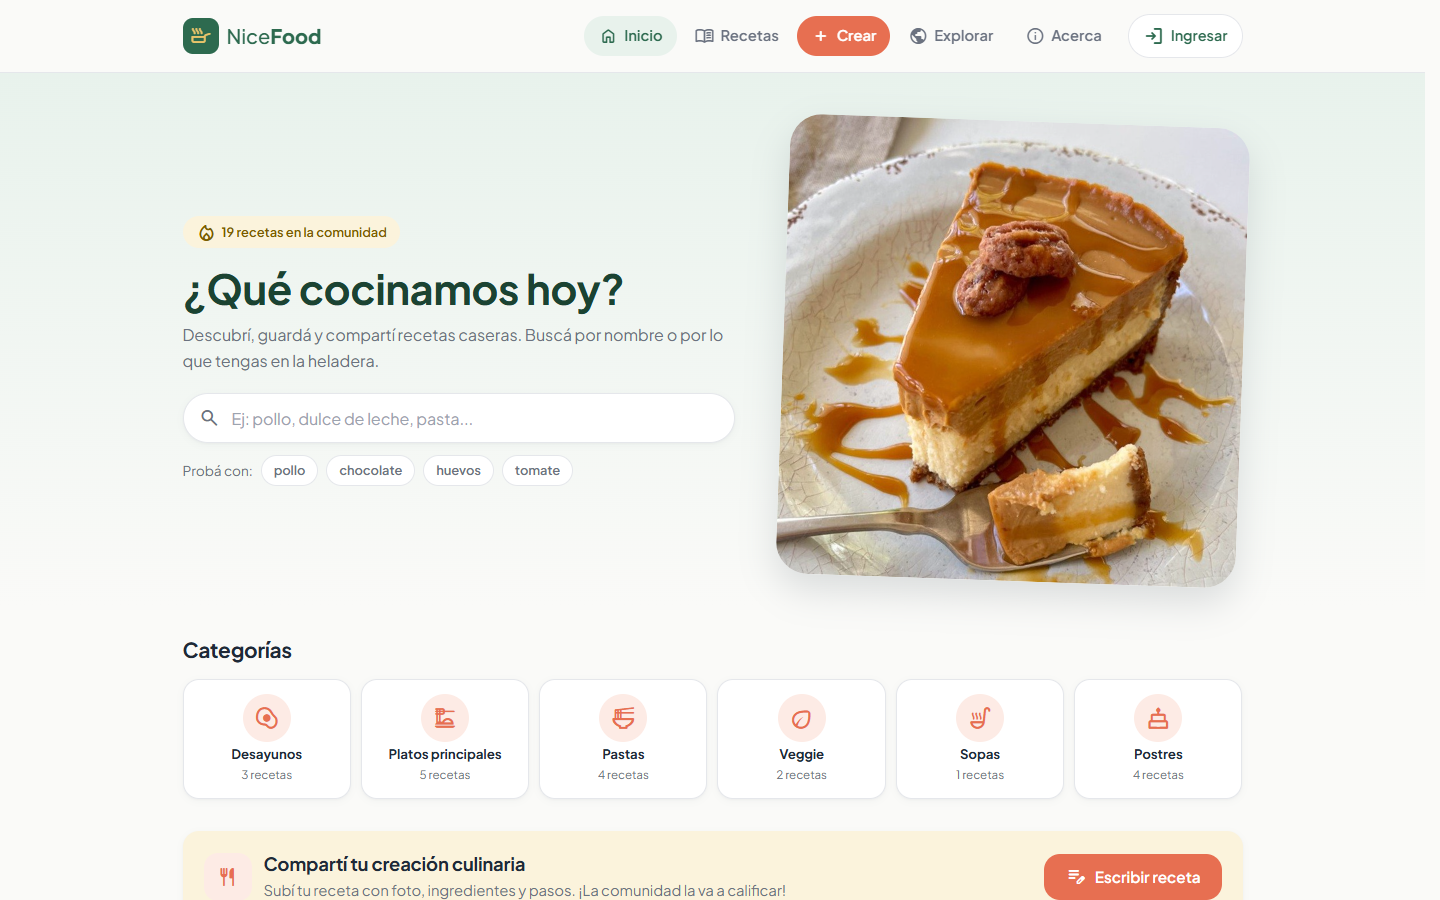 NiceFood
Inicio
Recetas
Crear
Explorar
Acerca
Ingresar
19 recetas en la comunidad
¿Qué cocinamos hoy?
Descubrí, guardá y compartí recetas caseras. Buscá por nombre o por lo
que tengas en la heladera.
Ej: pollo, dulce de leche, pasta...
Probá con:
pollo
chocolate
huevos
tomate
Categorías
Desayunos
3 recetas
Platos principales
5 recetas
Pastas
4 recetas
Veggie
2 recetas
Sopas
1 recetas
Postres
4 recetas
Compartí tu creación culinaria
Subí tu receta con foto, ingredientes y pasos. ¡La comunidad la va a calificar!
Escribir receta